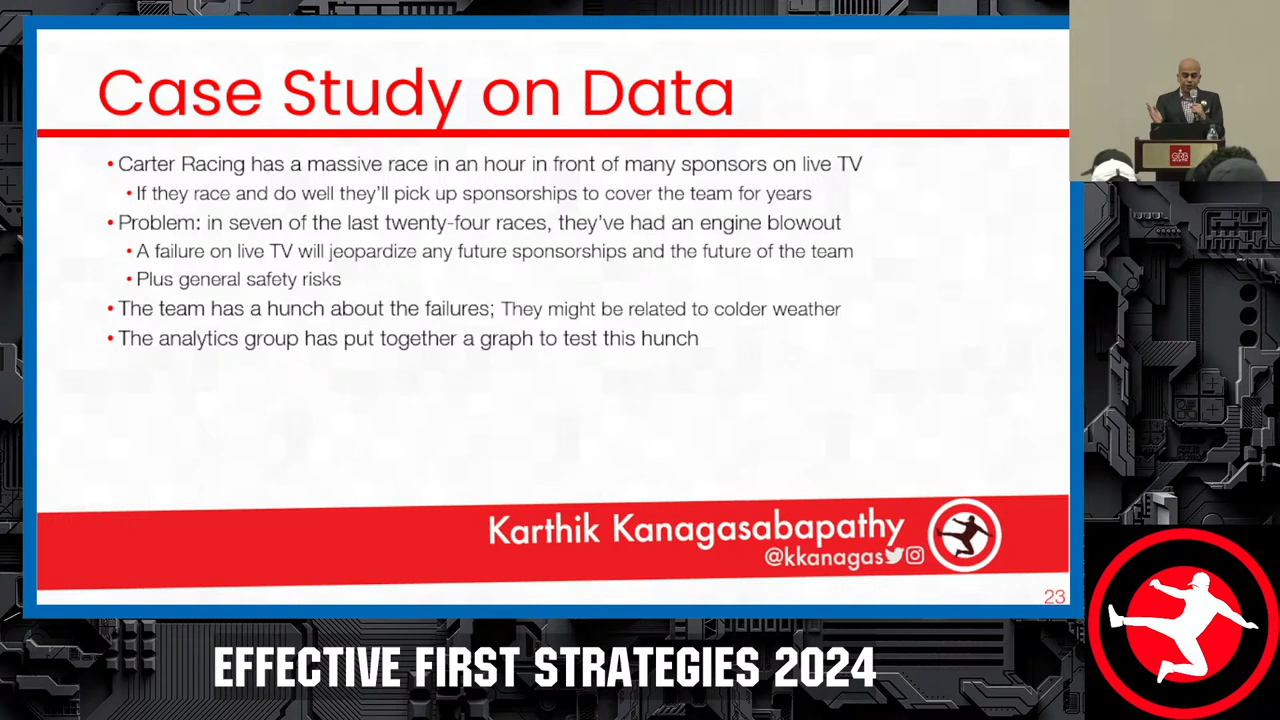 Case Study on Data
• Carter Racing has a massive race in an hour in front of many sponsors on live TV
• If they race and do well they'll pick up sponsorships to cover the team for years
• Problem: in seven of the last twenty-four races, they've had an engine blowout
• A failure on live TV will jeopardize any future sponsorships and the future of the team
• Plus general safety risks
• The team has a hunch about the failures; They might be related to colder weather
• The analytics group has put together a graph to test this hunch
Karthik Kanagasabapathy
@kkanagas
23
EFFECTIVE FIRST STRATEGIES 2024